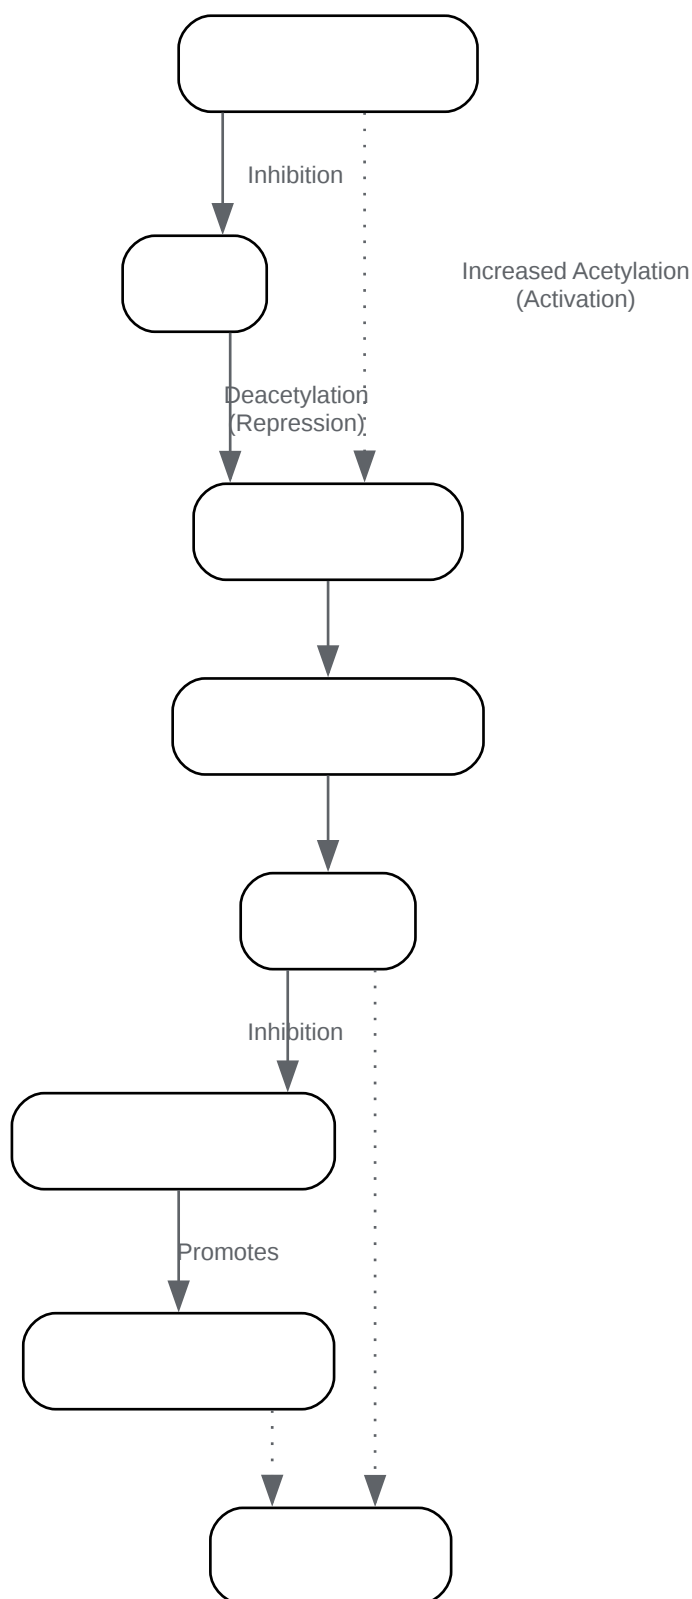 Inhibition
Increased Acetylation
(Activation)
Deacetylation
(Repression)
Inhibition
Promotes